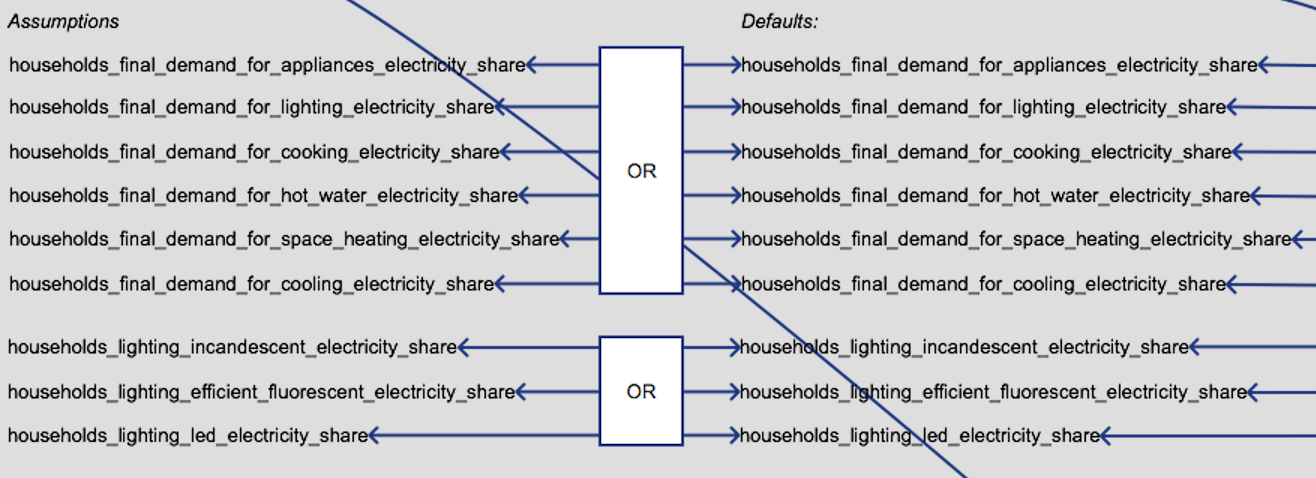 Assumptions
Defaults:
households_final_demand_for_appliances_electricity_share
households_final_demand_for_appliances_electricity_share
households_final_demand_for_lighting_electricity_share
households_final_demand_for_lighting_electricity_share
households_final_demand_for_cooking_electricity_share
households_final_demand_for_cooking_electricity_share
OR
households_final_demand_for_hot_water_electricity_share
households_final_demand_for_hot_water_electricity_share
households_final_demand_for_space_heating_electricity_share
households_final_demand_for_space_heating_electricity_share
households_final_demand_for_cooling_electricity_share
households_final_demand_for_cooling_electricity_share
households_lighting_incandescent_electricity_share
households_lighting_incandescent_electricity_share
households_lighting_efficient_fluorescent_electricity_share
OR
households_lighting_efficient_fluorescent_electricity_share
households_lighting_led_electricity_share
households_lighting_led_electricity_share